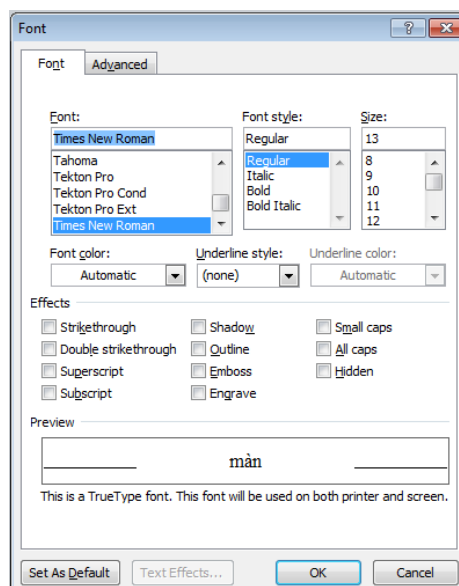 Font
Font Advanced
Font: Font style: Size:
Times New Roman Regular 13
Tahoma Regular 8
Tekton Pro Italic 9
Tekton Pro Cond Bold 10
Tekton Pro Ext Bold Italic 11
Times New Roman 12
Font color: Underline style: Underline color:
Automatic (none) Automatic
Effects
Strikethrough Shadow Small caps
Double strikethrough Outline All caps
Superscript Emboss Hidden
Subscript Engrave
Preview
màn
This is a TrueType font. This font will be used on both printer and screen.
Set As Default Text Effects... OK Cancel